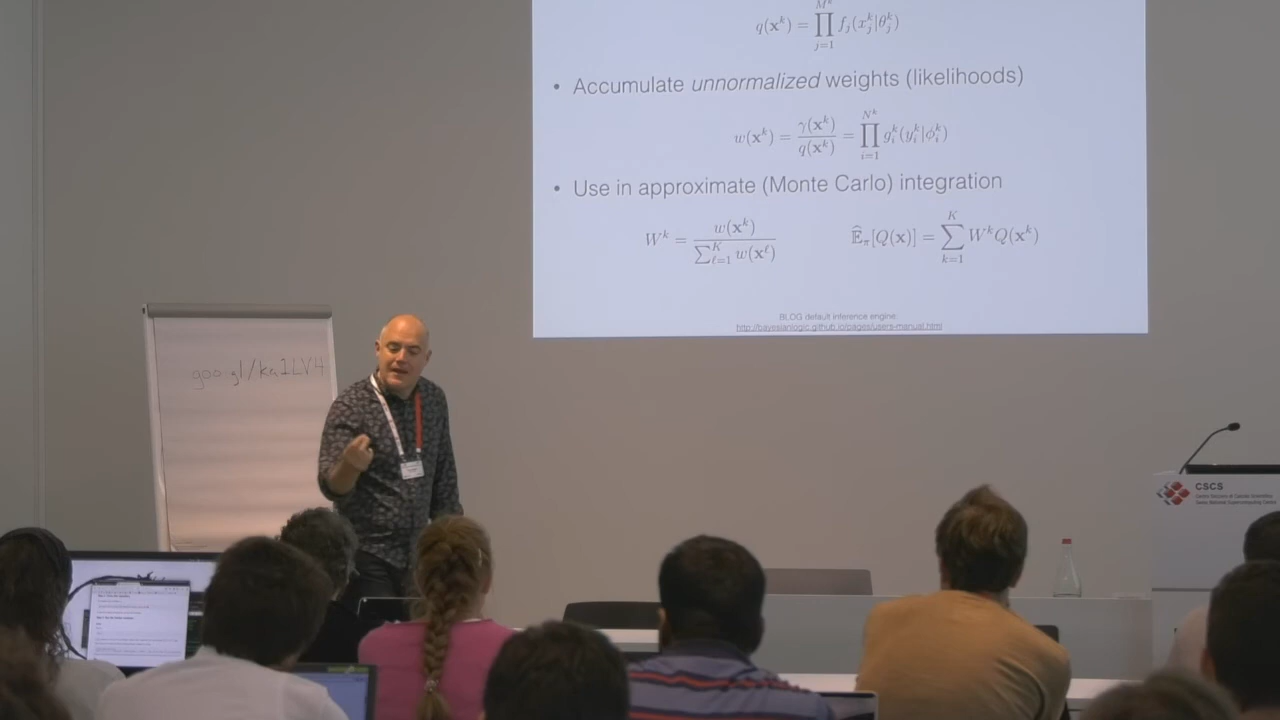 q(𝐱^k) = ∏_{j=1}^{M^k} f_j(x_j^k|θ_j^k)
• Accumulate unnormalized weights (likelihoods)
w(𝐱^k) = γ(𝐱^k)/q(𝐱^k) = ∏_{i=1}^{N^k} g_i^k(y_i^k|ϕ_i^k)
• Use in approximate (Monte Carlo) integration
W^k = w(𝐱^k)/∑_{ℓ=1}^{K} w(𝐱^ℓ)
𝔼̂_π[Q(𝐱)] = ∑_{k=1}^{K} W^k Q(𝐱^k)
BLOG default inference engine:
http://bayesianlogic.github.io/pages/users-manual.html
goo.gl/ka1LV4
CSCS